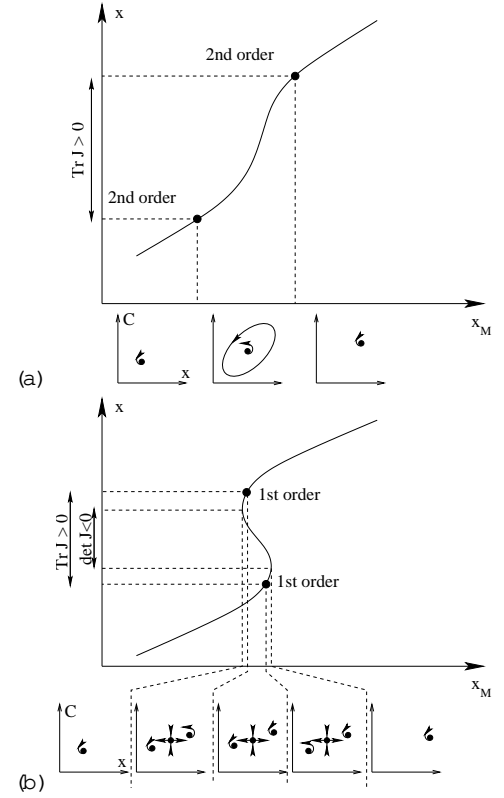 x
2nd order
Tr J > 0
2nd order
x_M
C
x
(a)
x
1st order
Tr J > 0
det J<0
1st order
x_M
C
x
(b)